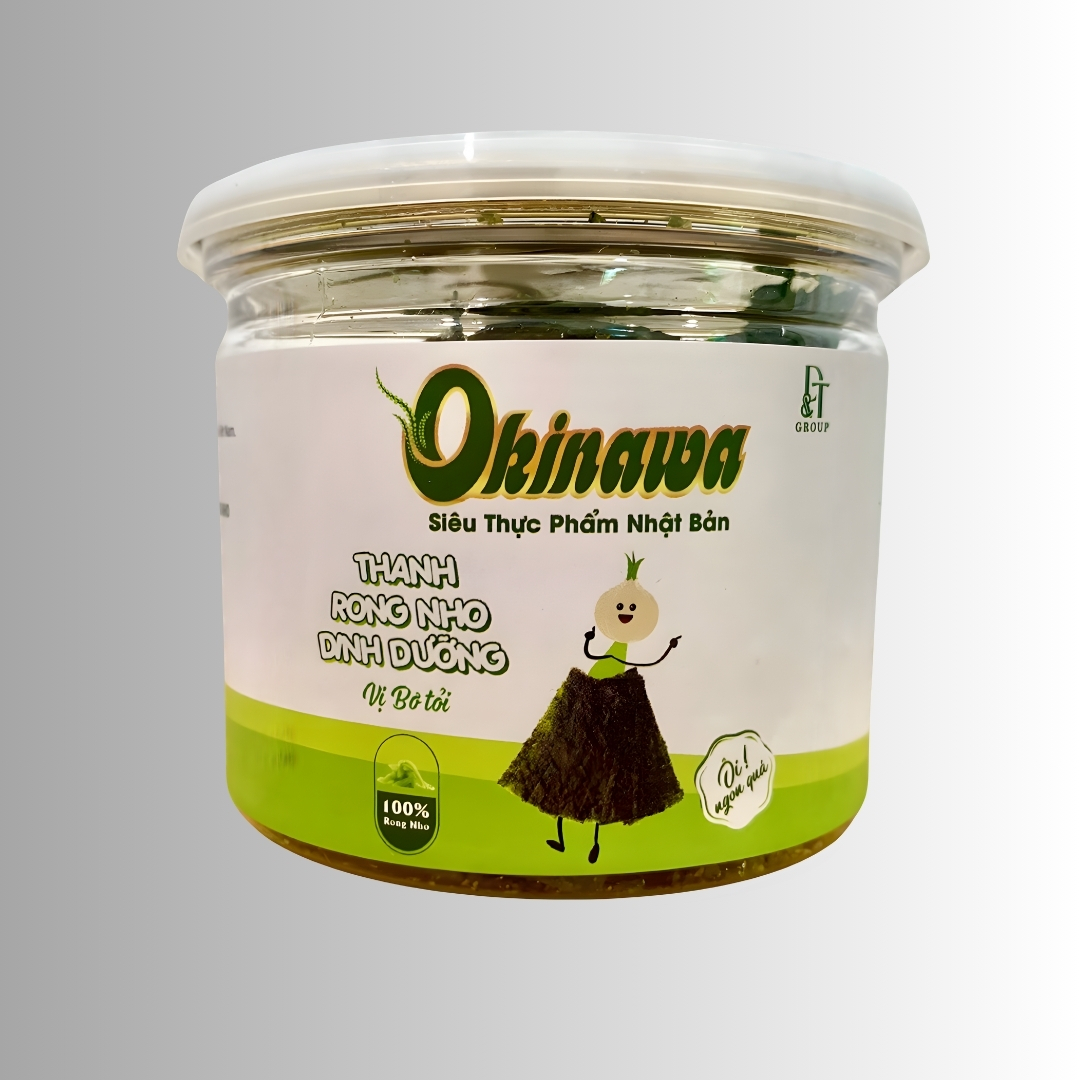 Okinawa
Siêu Thực Phẩm Nhật Bản
D&T
GROUP
THANH
RONG NHO
DINH DƯỠNG
Vị Bơ tỏi
100%
Rong Nho
Ôi !
ngon quá